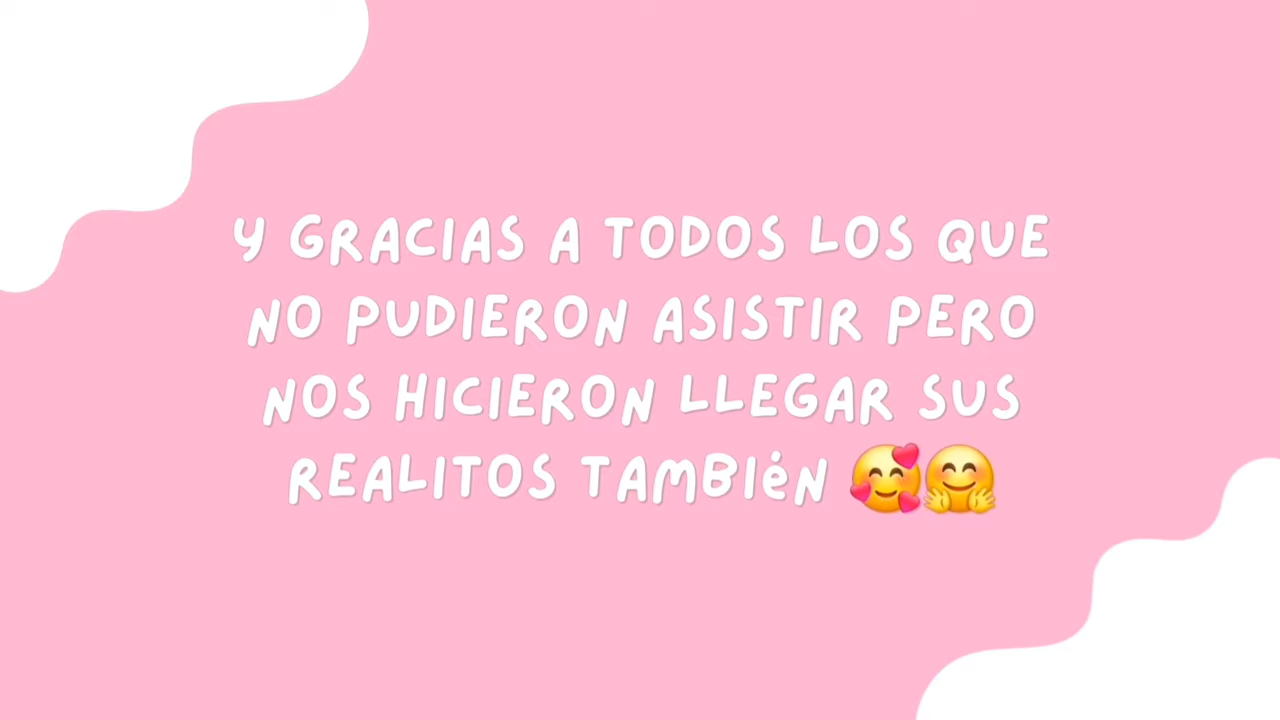 Y GRACIAS A TODOS LOS QUE
NO PUDIERON ASISTIR PERO
NOS HICIERON LLEGAR SUS
REALITOS TAMBIéN 🥰🤗